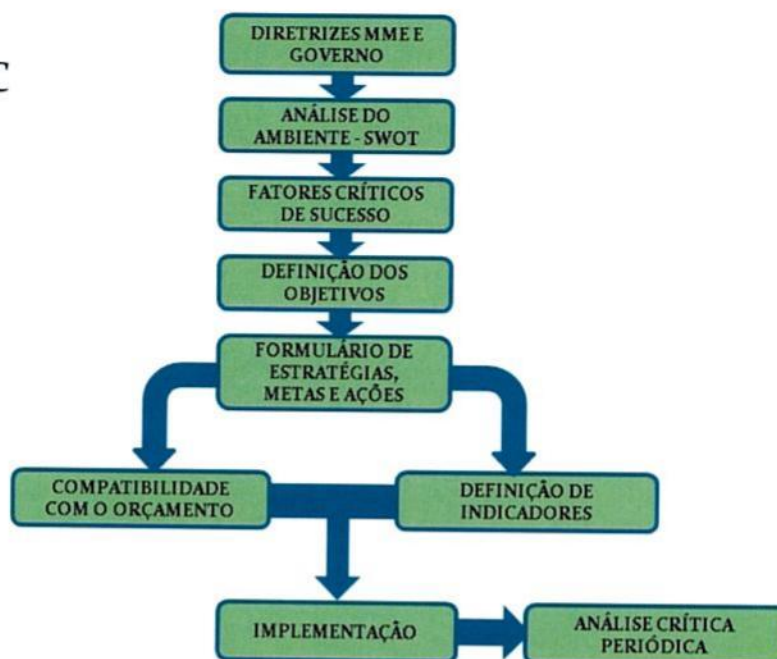 C
DIRETRIZES MME E
GOVERNO
ANÁLISE DO
AMBIENTE - SWOT
FATORES CRÍTICOS
DE SUCESSO
DEFINIÇÃO DOS
OBJETIVOS
FORMULÁRIO DE
ESTRATÉGIAS,
METAS E AÇÕES
COMPATIBILIDADE
COM O ORÇAMENTO
DEFINIÇÃO DE
INDICADORES
IMPLEMENTAÇÃO
ANÁLISE CRÍTICA
PERIÓDICA